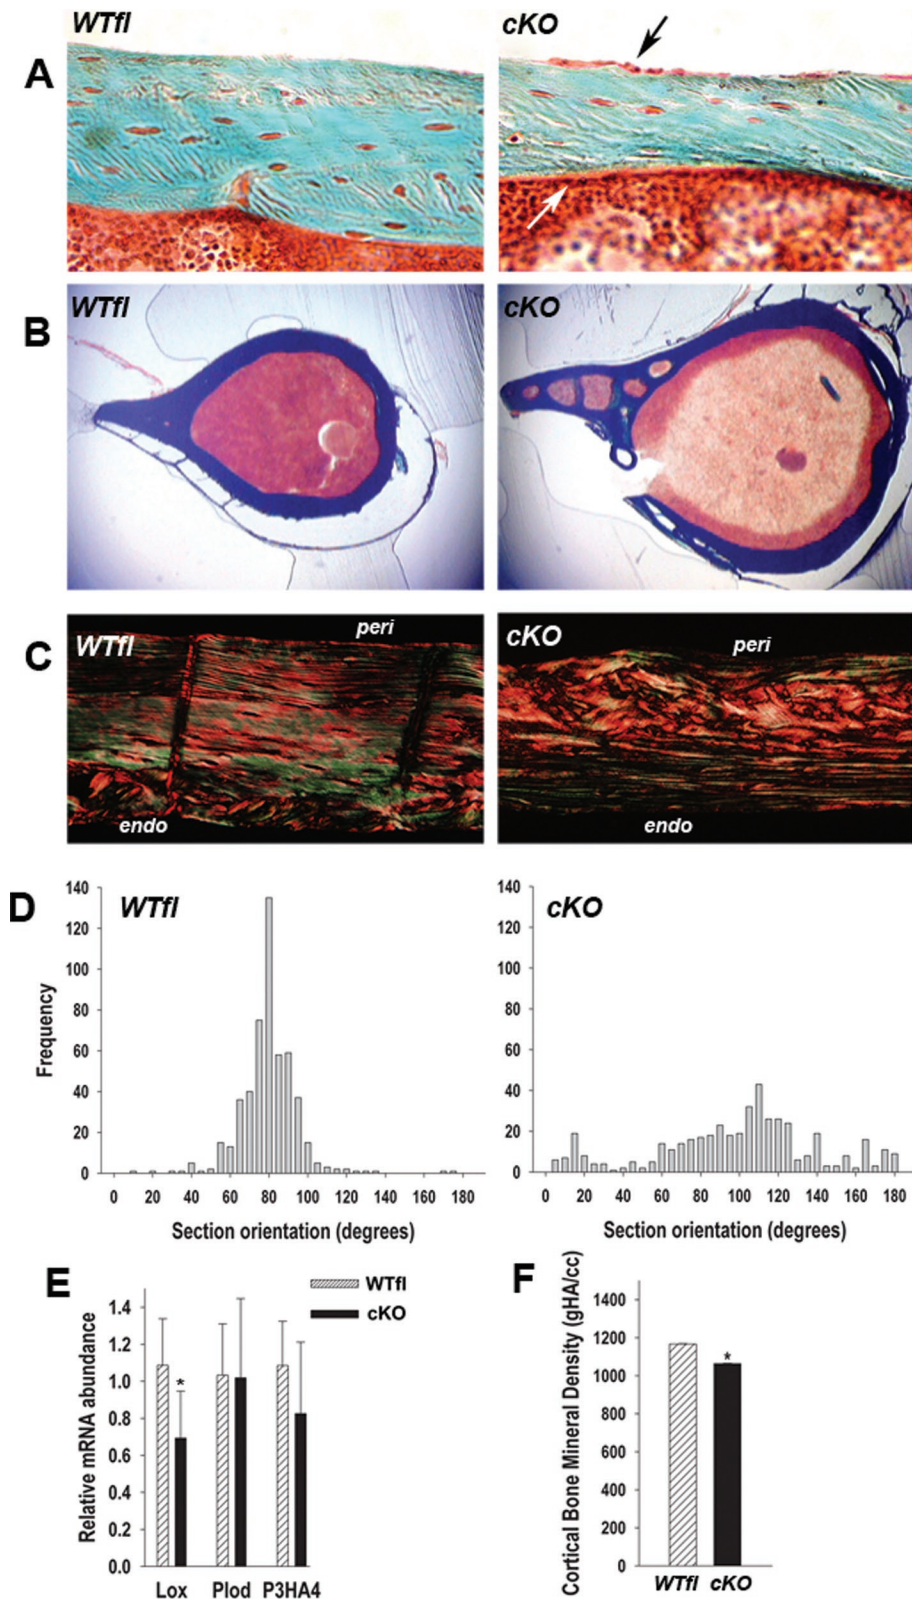 WTfl cKO
A
WTfl cKO
B
WTfl peri cKO peri
C
endo endo
D WTfl cKO
140 140
120 120
100 100
80 80
60 60
40 40
20 20
0 0
Frequency
0 20 40 60 80 100 120 140 160 180
0 20 40 60 80 100 120 140 160 180
Section orientation (degrees) Section orientation (degrees)
E
WTfl
cKO
1.4
1.2
1.0
0.8
0.6
0.4
0.2
0.0
Relative mRNA abundance
*
Lox Plod P3HA4
F
Cortical Bone Mineral Density (gHA/cc)
1400
1200
1000
800
600
400
200
0
*
WTfl cKO